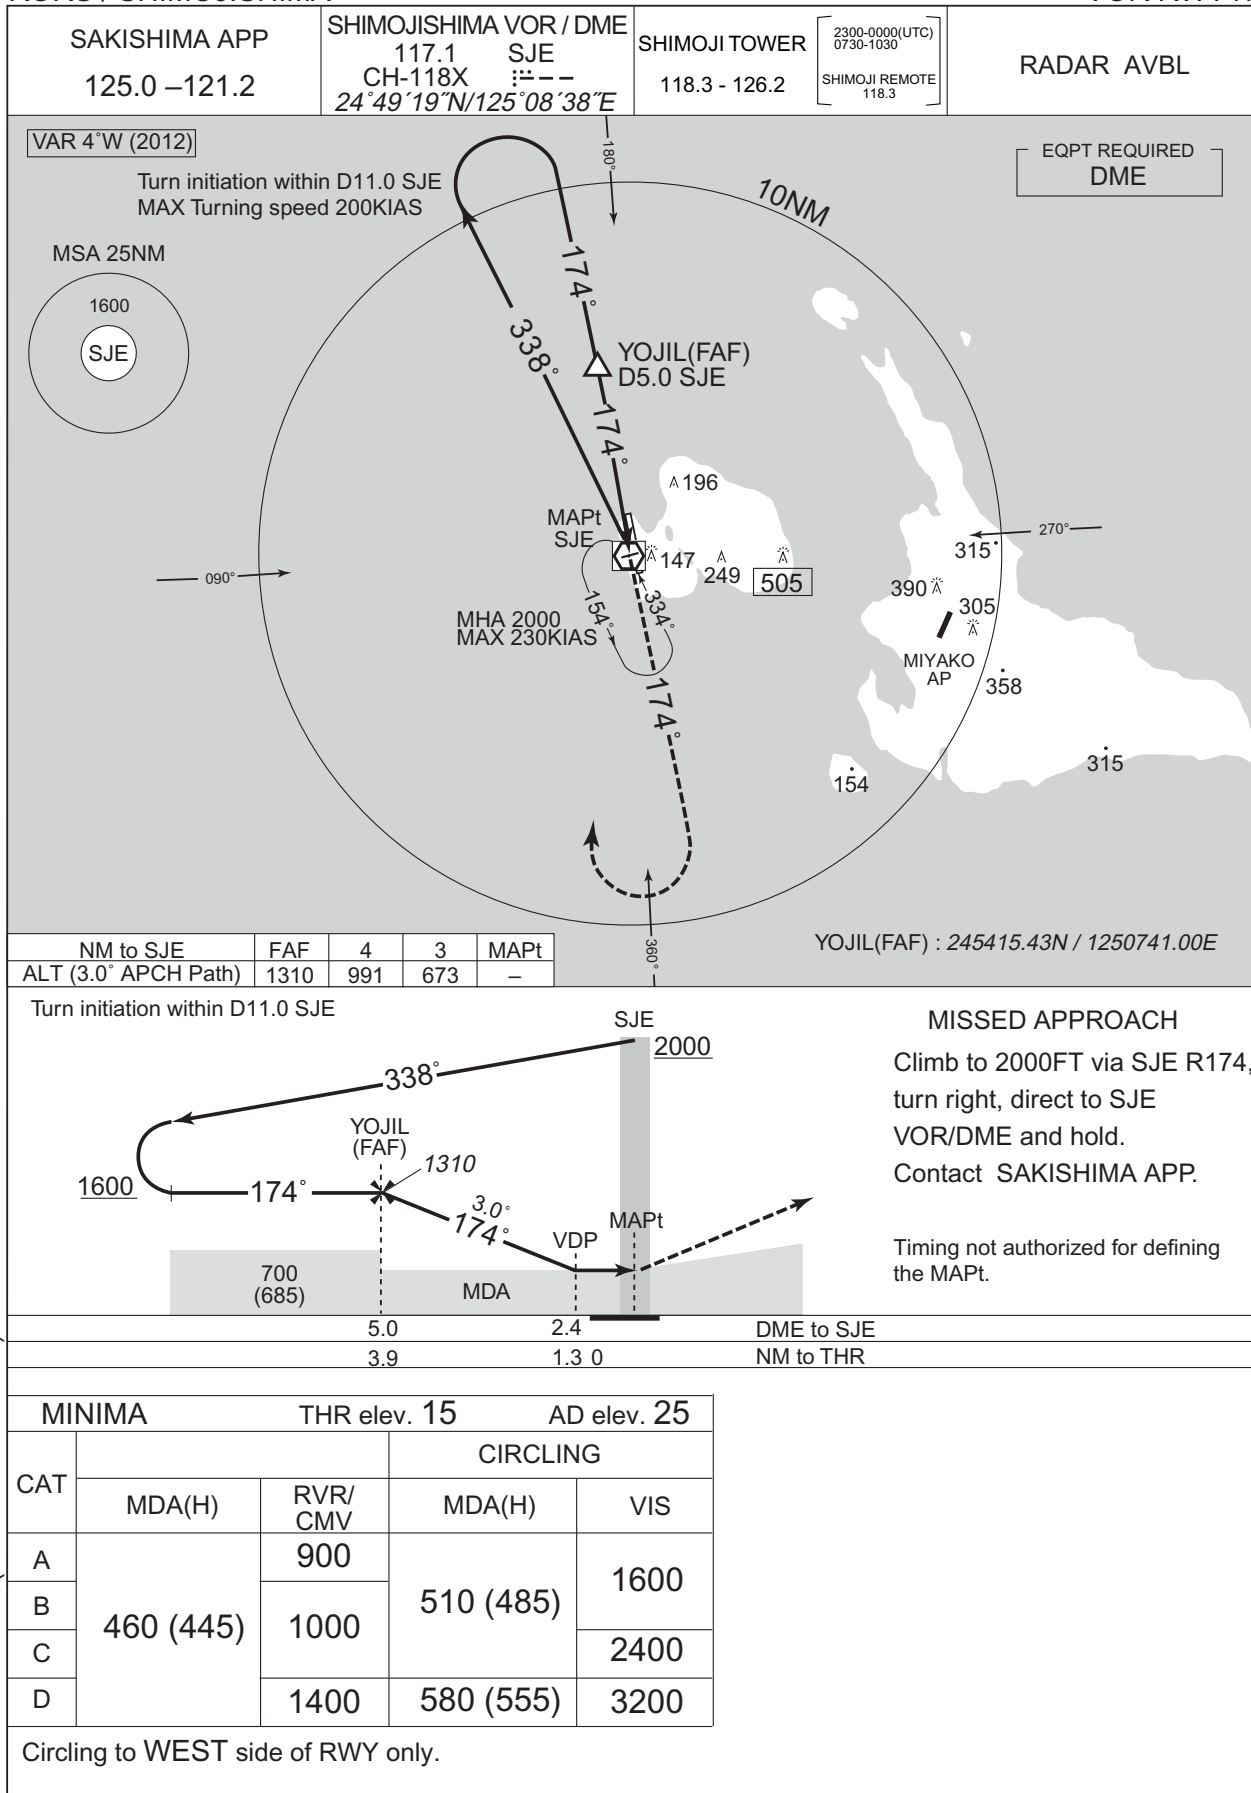 SAKISHIMA APP
125.0 –121.2
SHIMOJISHIMA VOR / DME
117.1 SJE
CH-118X
24˚49´19˝N/125˚08´38˝E
SHIMOJI TOWER
118.3 - 126.2
2300-0000(UTC)
0730-1030
SHIMOJI REMOTE
118.3
RADAR AVBL
VAR 4˚W (2012)
Turn initiation within D11.0 SJE
MAX Turning speed 200KIAS
EQPT REQUIRED
DME
MSA 25NM
1600
SJE
180°
10NM
174°
338°
YOJIL(FAF)
D5.0 SJE
174°
196
MAPt
SJE
147
249
505
090°
270°
315
390
305
MIYAKO
AP
358
315
154
154°
334°
MHA 2000
MAX 230KIAS
174°
360°
YOJIL(FAF) : 245415.43N / 1250741.00E
NM to SJE FAF 4 3 MAPt
ALT (3.0˚ APCH Path) 1310 991 673 –
Turn initiation within D11.0 SJE
SJE
2000
338°
YOJIL
(FAF)
1310
1600
174°
3.0°
174°
VDP
MAPt
700
(685)
MDA
5.0 2.4 DME to SJE
3.9 1.3 0 NM to THR
MISSED APPROACH
Climb to 2000FT via SJE R174,
turn right, direct to SJE
VOR/DME and hold.
Contact SAKISHIMA APP.
Timing not authorized for defining
the MAPt.
MINIMA THR elev. 15 AD elev. 25
CAT
CIRCLING
MDA(H) RVR/ CMV MDA(H) VIS
A 900
B 460 (445) 1000 510 (485) 1600
C 2400
D 1400 580 (555) 3200
Circling to WEST side of RWY only.